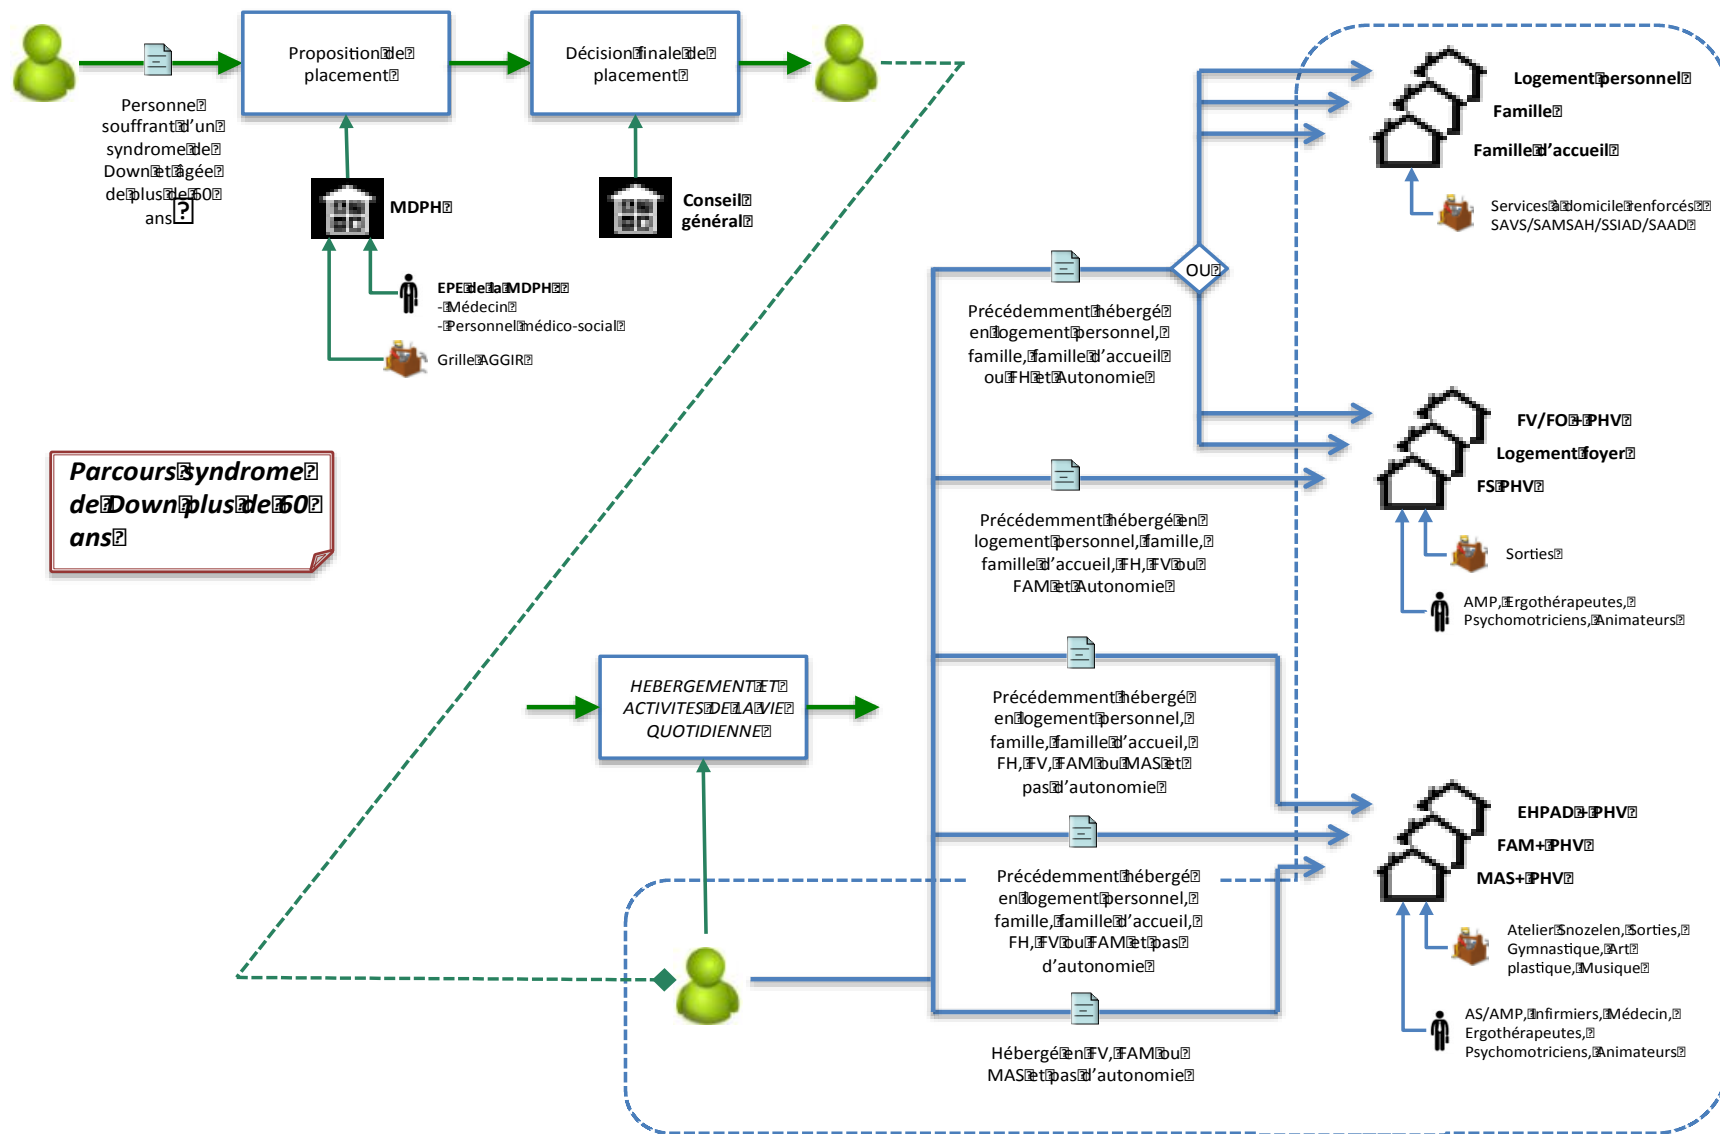 Proposition de
placement
Décision finale de
placement
Personne
souffrant d'un
syndrome de
Down et âgée
de plus de 60
ans
MDPH
Conseil
général
EPE de la MDPH
- Médecin
- Personnel médico-social
Grille AGGIR
Parcours syndrome
de Down plus de 60
ans
HEBERGEMENT ET
ACTIVITES DE LA VIE
QUOTIDIENNE
OU
Précédemment hébergé
en logement personnel,
famille, famille d'accueil
ou FH et Autonomie
Précédemment hébergé en
logement personnel, famille,
famille d'accueil, FH, FV ou
FAM et Autonomie
Précédemment hébergé
en logement personnel,
famille, famille d'accueil,
FH, FV, FAM ou MAS et
pas d'autonomie
Précédemment hébergé
en logement personnel,
famille, famille d'accueil,
FH, FV ou FAM et pas
d'autonomie
Hébergé en FV, FAM ou
MAS et pas d'autonomie
Logement personnel
Famille
Famille d'accueil
Services à domicile renforcés
SAVS/SAMSAH/SSIAD/SAAD
FV/FO + PHV
Logement foyer
FS PHV
Sorties
AMP, Ergothérapeutes,
Psychomotriciens, Animateurs
EHPAD + PHV
FAM+ PHV
MAS+ PHV
Atelier Snozelen, Sorties,
Gymnastique, Art
plastique, Musique
AS/AMP, Infirmiers, Médecin,
Ergothérapeutes,
Psychomotriciens, Animateurs